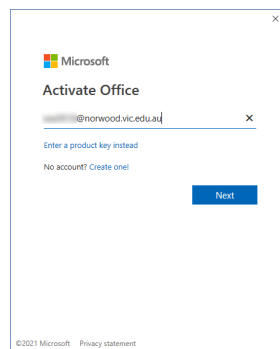 Microsoft
Activate Office
@norwood.vic.edu.au
Enter a product key instead
No account? Create one!
Next
©2021 Microsoft Privacy statement